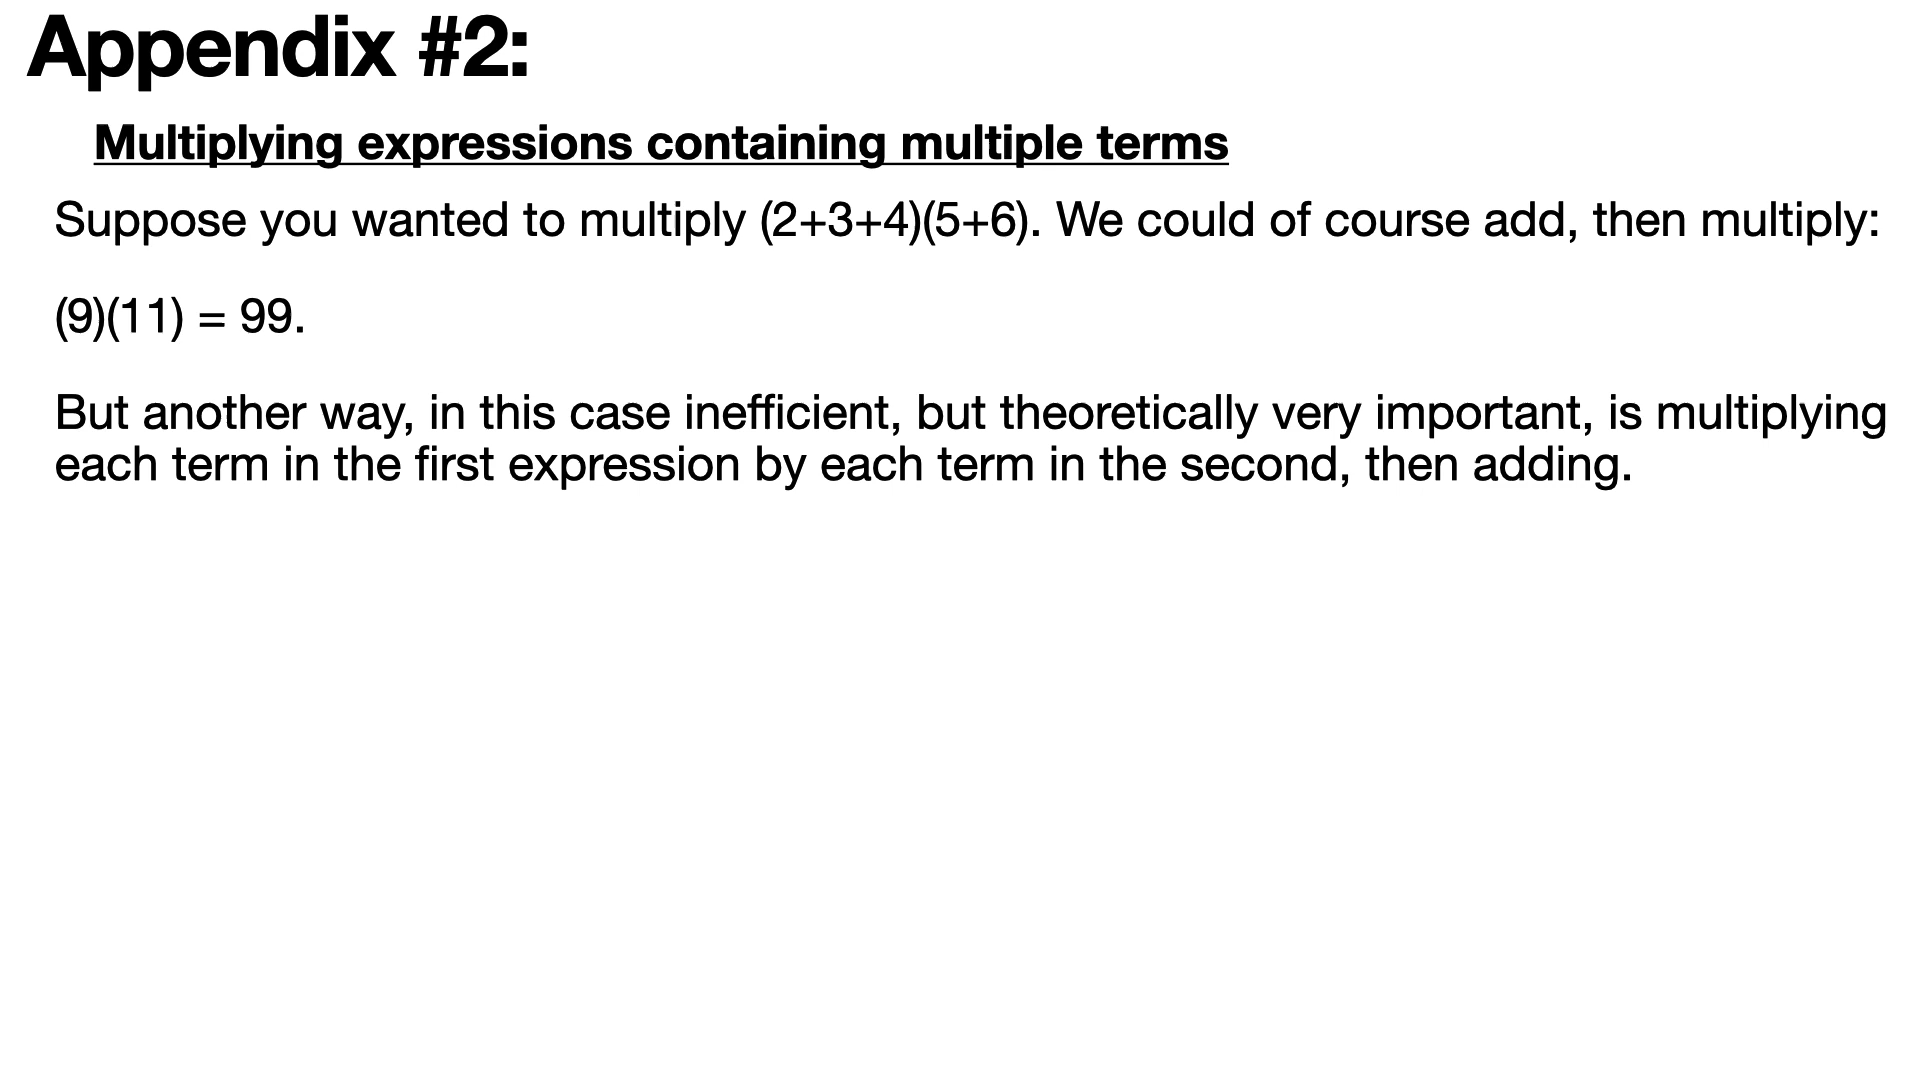 Appendix #2:
Multiplying expressions containing multiple terms
Suppose you wanted to multiply (2+3+4)(5+6). We could of course add, then multiply:
(9)(11) = 99.
But another way, in this case inefficient, but theoretically very important, is multiplying
each term in the first expression by each term in the second, then adding.